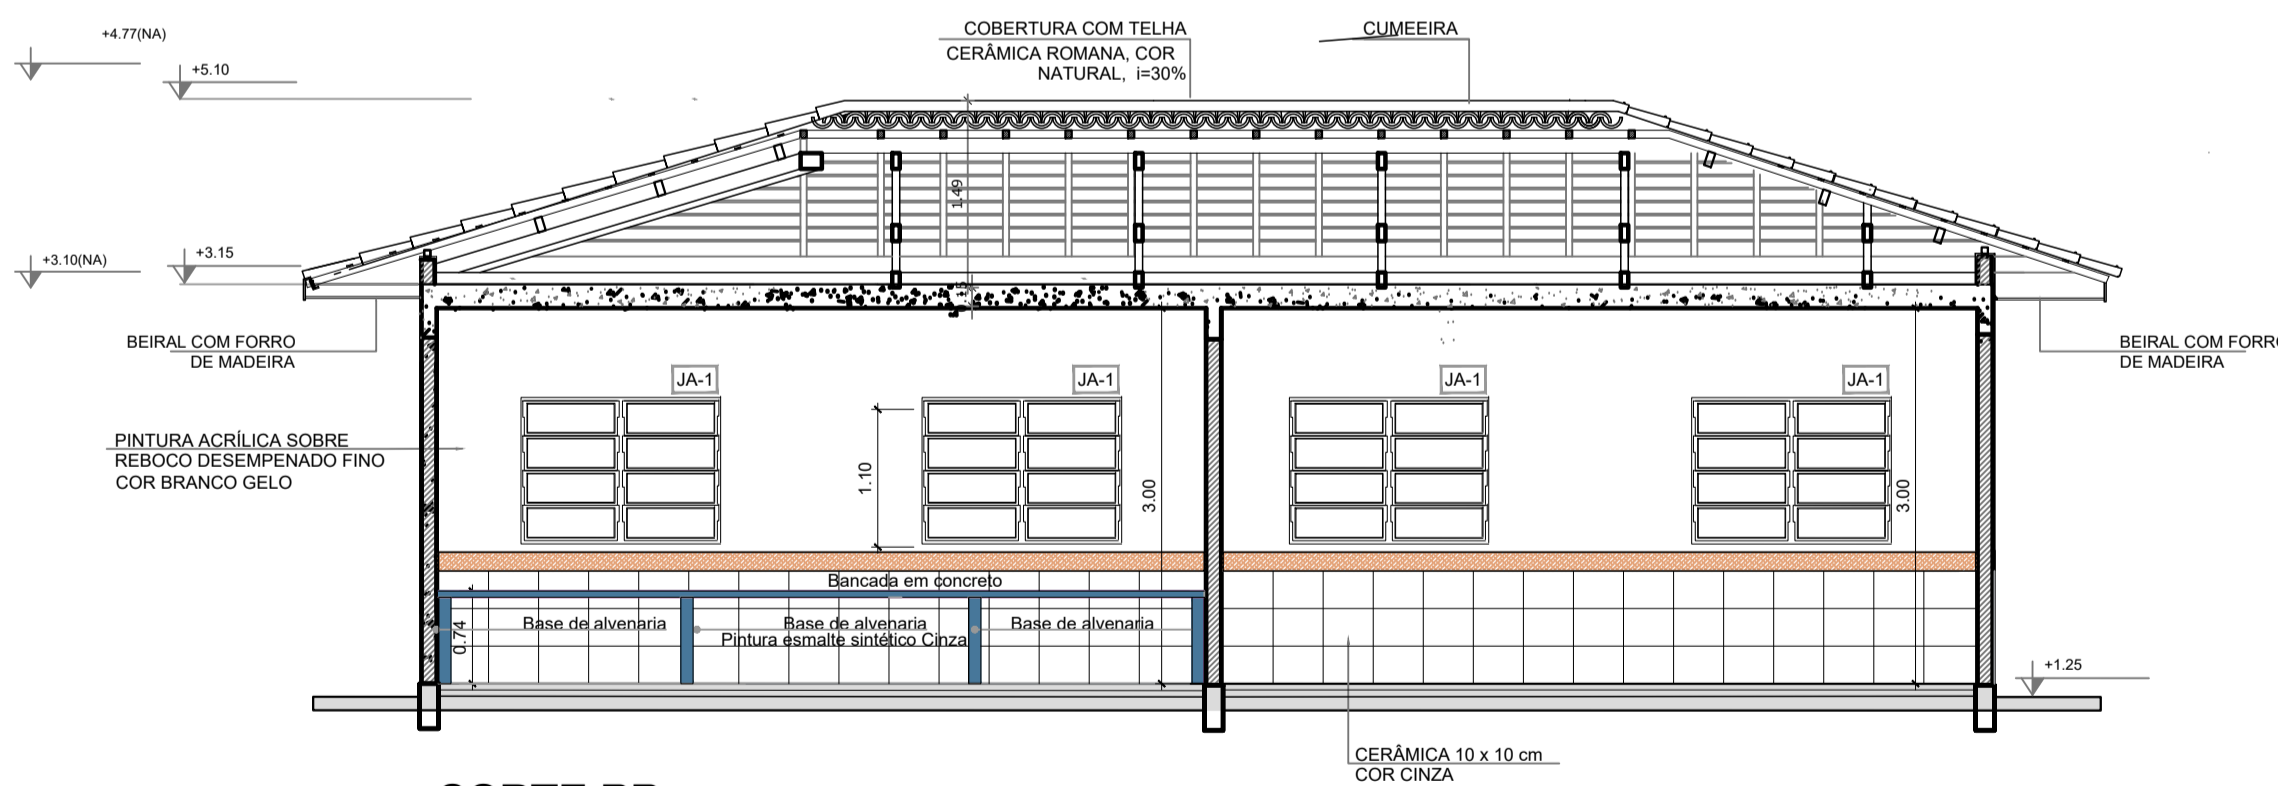 +4.77(NA)
+5.10
COBERTURA COM TELHA
CERÂMICA ROMANA, COR
NATURAL, i=30%
CUMEEIRA
1.49
+3.10(NA)
+3.15
BEIRAL COM FORRO
DE MADEIRA
BEIRAL COM FORRO
DE MADEIRA
JA-1
JA-1
JA-1
JA-1
PINTURA ACRÍLICA SOBRE
REBOCO DESEMPENADO FINO
COR BRANCO GELO
1.10
3.00
3.00
Bancada em concreto
0.74
Base de alvenaria
Base de alvenaria
Base de alvenaria
Pintura esmalte sintético Cinza
+1.25
CERÂMICA 10 x 10 cm
COR CINZA